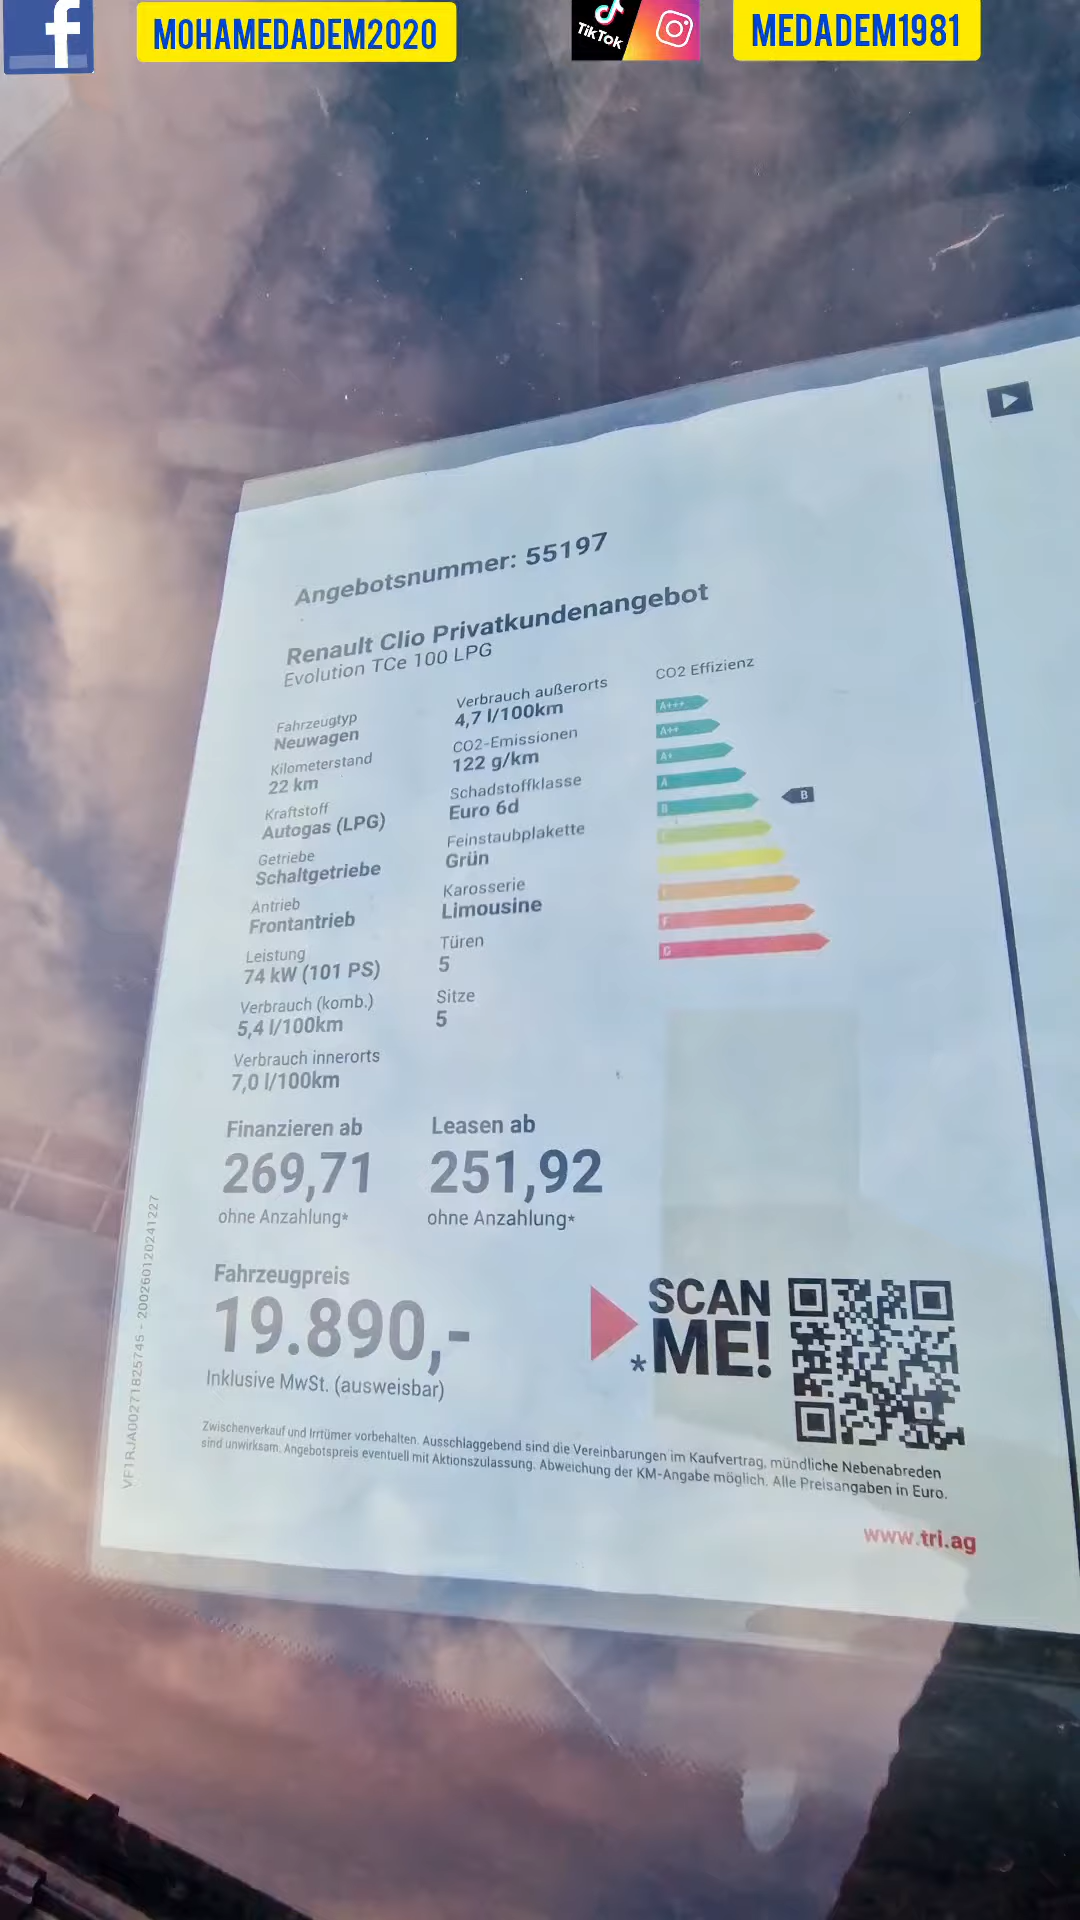 MOHAMEDADEM2020
TikTok
MEDADEM1981
Angebotsnummer: 55197
Renault Clio Privatkundenangebot
Evolution TCe 100 LPG
Fahrzeugtyp
Neuwagen
Kilometerstand
22 km
Kraftstoff
Autogas (LPG)
Getriebe
Schaltgetriebe
Antrieb
Frontantrieb
Leistung
74 kW (101 PS)
Verbrauch (komb.)
5,4 l/100km
Verbrauch innerorts
7,0 l/100km
Verbrauch außerorts
4,7 l/100km
CO2-Emissionen
122 g/km
Schadstoffklasse
Euro 6d
Feinstaubplakette
Grün
Karosserie
Limousine
Türen
5
Sitze
5
CO2 Effizienz
A+++
A++
A+
A
B
B
F
G
Finanzieren ab
269,71
ohne Anzahlung*
Leasen ab
251,92
ohne Anzahlung*
Fahrzeugpreis
19.890,-
Inklusive MwSt. (ausweisbar)
SCAN
*ME!
Zwischenverkauf und Irrtümer vorbehalten. Ausschlaggebend sind die Vereinbarungen im Kaufvertrag, mündliche Nebenabreden
sind unwirksam. Angebotspreis eventuell mit Aktionszulassung. Abweichung der KM-Angabe möglich. Alle Preisangaben in Euro.
www.tri.ag
VF1RJA00271825745 - 200260120241227